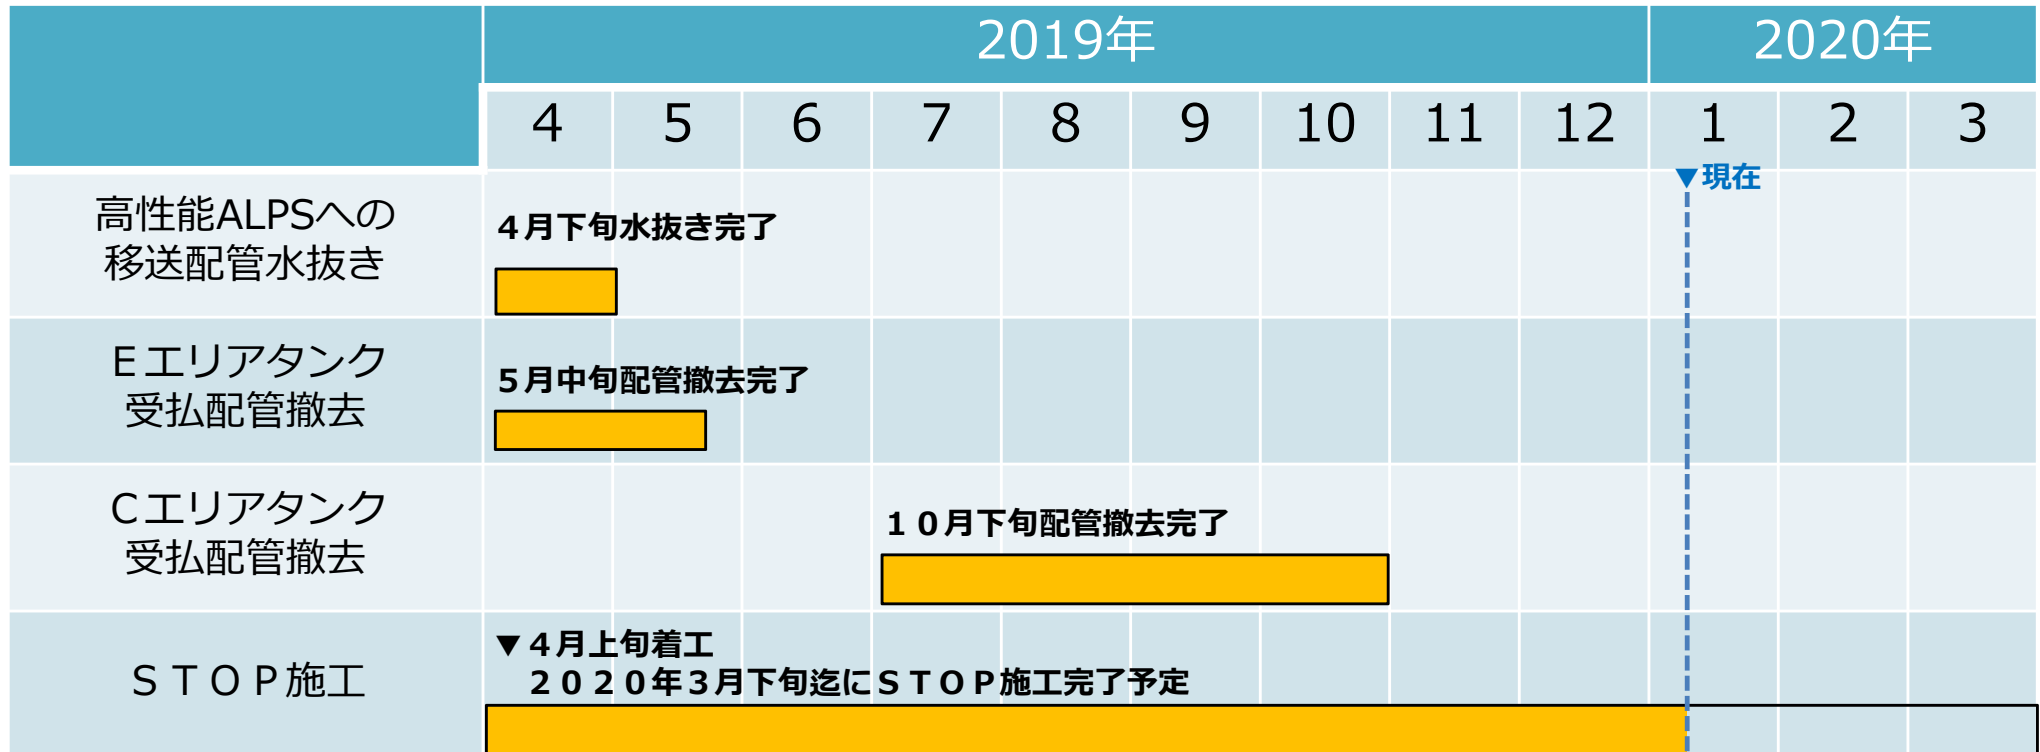 2019年 2020年
4 5 6 7 8 9 10 11 12 1 2 3
▼現在
高性能ALPSへの
移送配管水抜き
４月下旬水抜き完了
Ｅエリアタンク
受払配管撤去
５月中旬配管撤去完了
Ｃエリアタンク
受払配管撤去
１０月下旬配管撤去完了
ＳＴＯＰ施工
▼４月上旬着工
２０２０年３月下旬迄にＳＴＯＰ施工完了予定